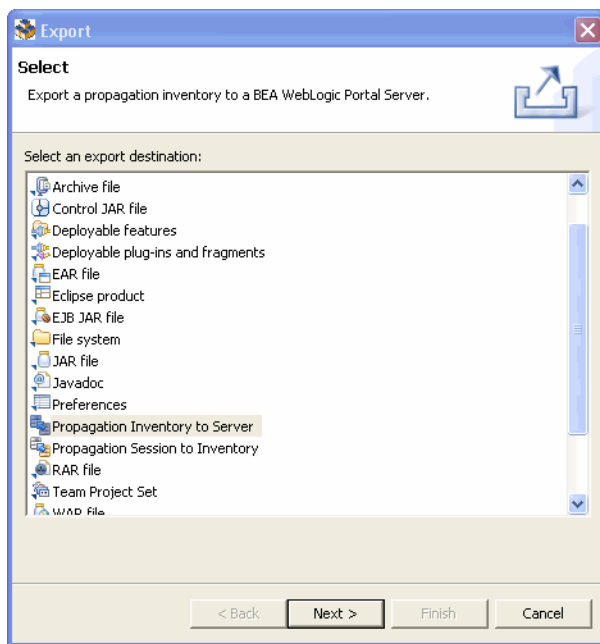 Export
Select
Export a propagation inventory to a BEA WebLogic Portal Server.
Select an export destination:
Archive file
Control JAR file
Deployable features
Deployable plug-ins and fragments
EAR file
Eclipse product
EJB JAR file
File system
JAR file
Javadoc
Preferences
Propagation Inventory to Server
Propagation Session to Inventory
RAR file
Team Project Set
WAR file
< Back Next > Finish Cancel